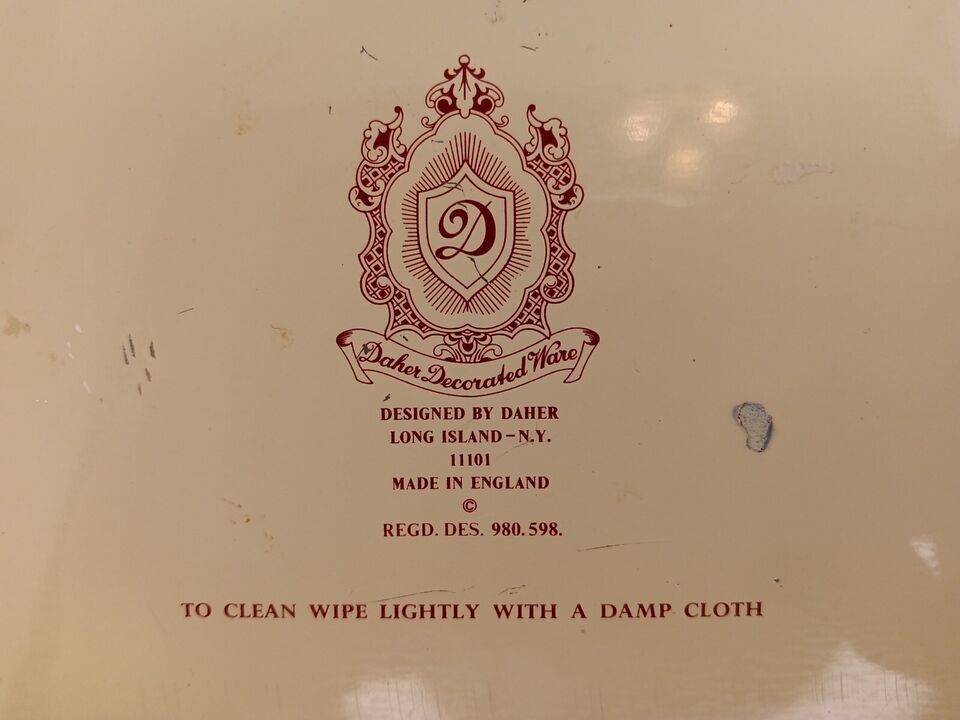 D
Daher Decorated Ware
DESIGNED BY DAHER
LONG ISLAND – N.Y.
11101
MADE IN ENGLAND
©
REGD. DES. 980.598.
TO CLEAN WIPE LIGHTLY WITH A DAMP CLOTH